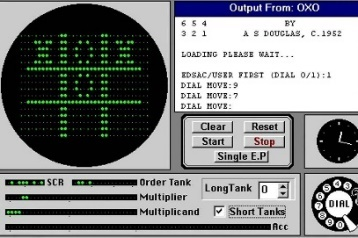 Output From: OXO
6 5 4 BY
3 2 1 A S DOUGLAS, C.1952
LOADING PLEASE WAIT...
EDSAC/USER FIRST (DIAL 0/1):1
DIAL MOVE:9
DIAL MOVE:7
DIAL MOVE:
X O X
O
Clear Reset
Start Stop
Single E.P
SCR Order Tank
Multiplier
Multiplicand
Acc
LongTank 0
Short Tanks
DIAL